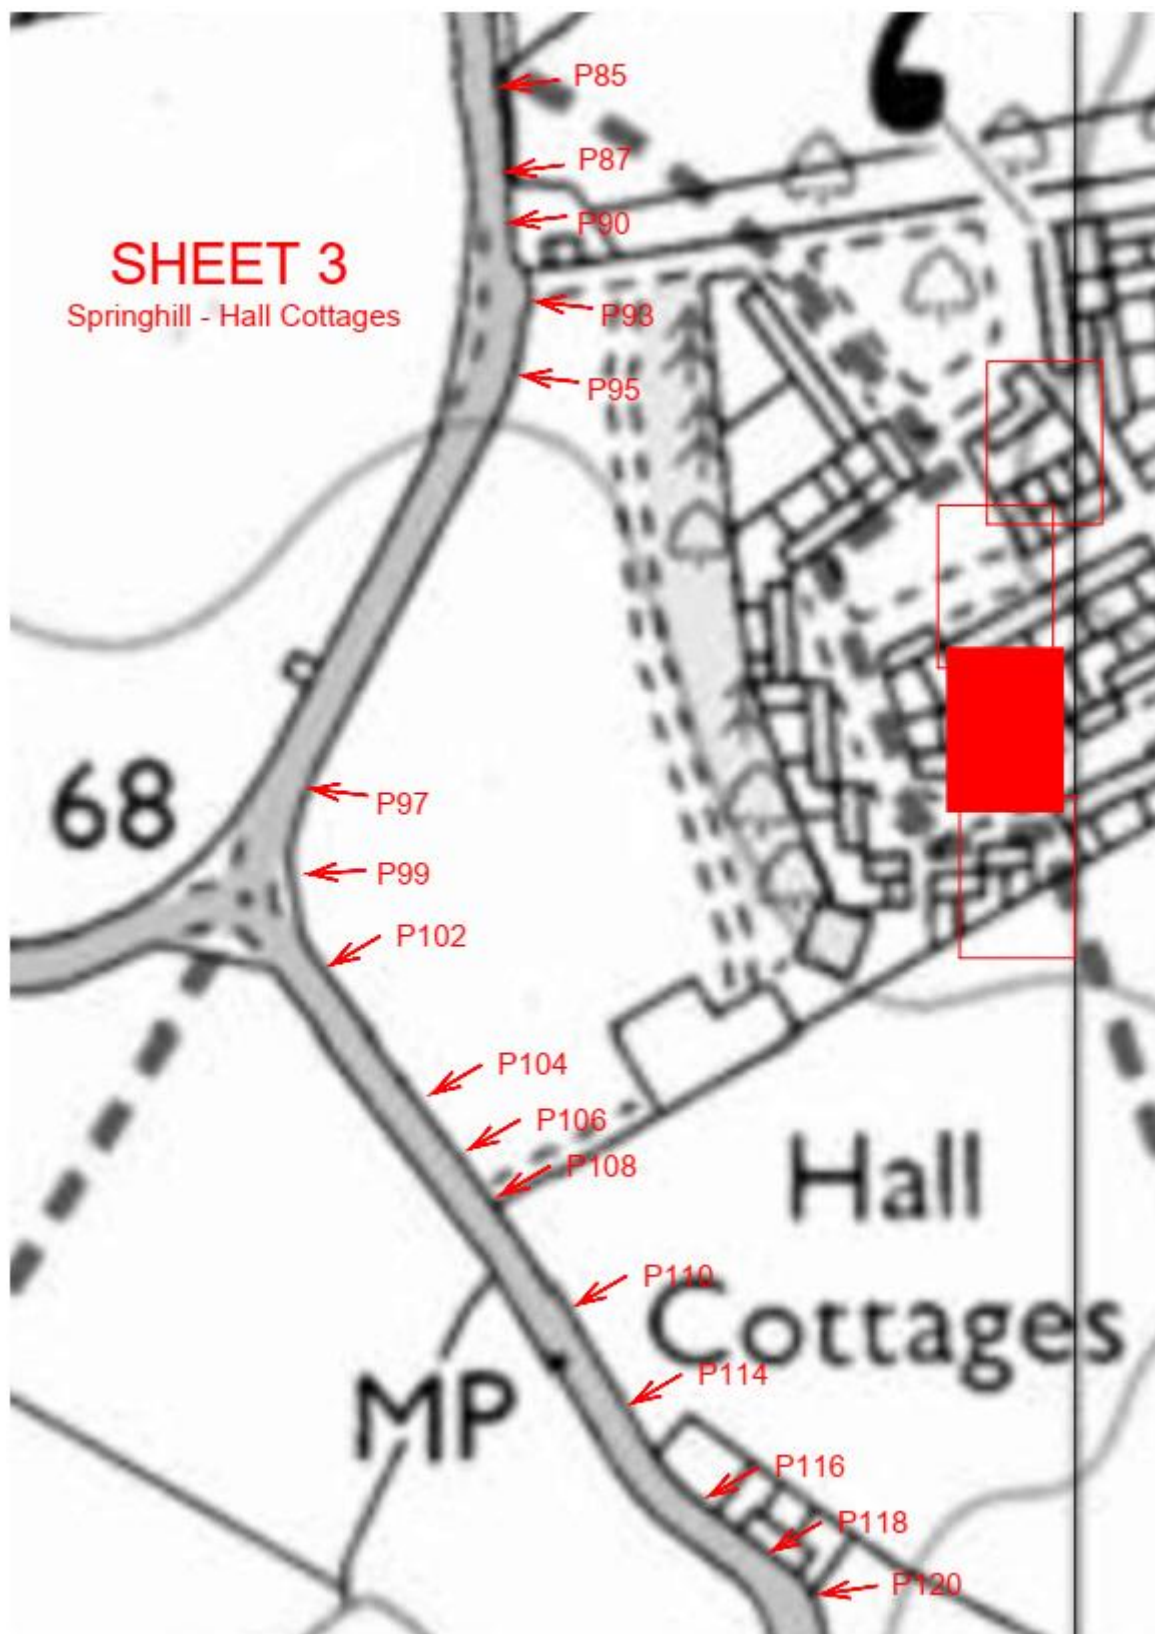 P85
P87
P90
SHEET 3
Springhill - Hall Cottages
P93
P95
68
P97
P99
P102
P104
P106
P108
Hall
P110
Cottages
P114
MP
P116
P118
P120